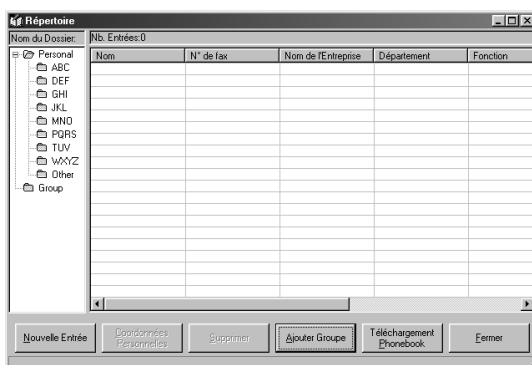 Répertoire
Nom du Dossier: Nb. Entrées:0
Personal
ABC
DEF
GHI
JKL
MNO
PQRS
TUV
WXYZ
Other
Group
Nom N° de fax Nom de l'Entreprise Département Fonction
Nouvelle Entrée Coordonnées Personnelles Supprimer Ajouter Groupe Téléchargement Phonebook Fermer